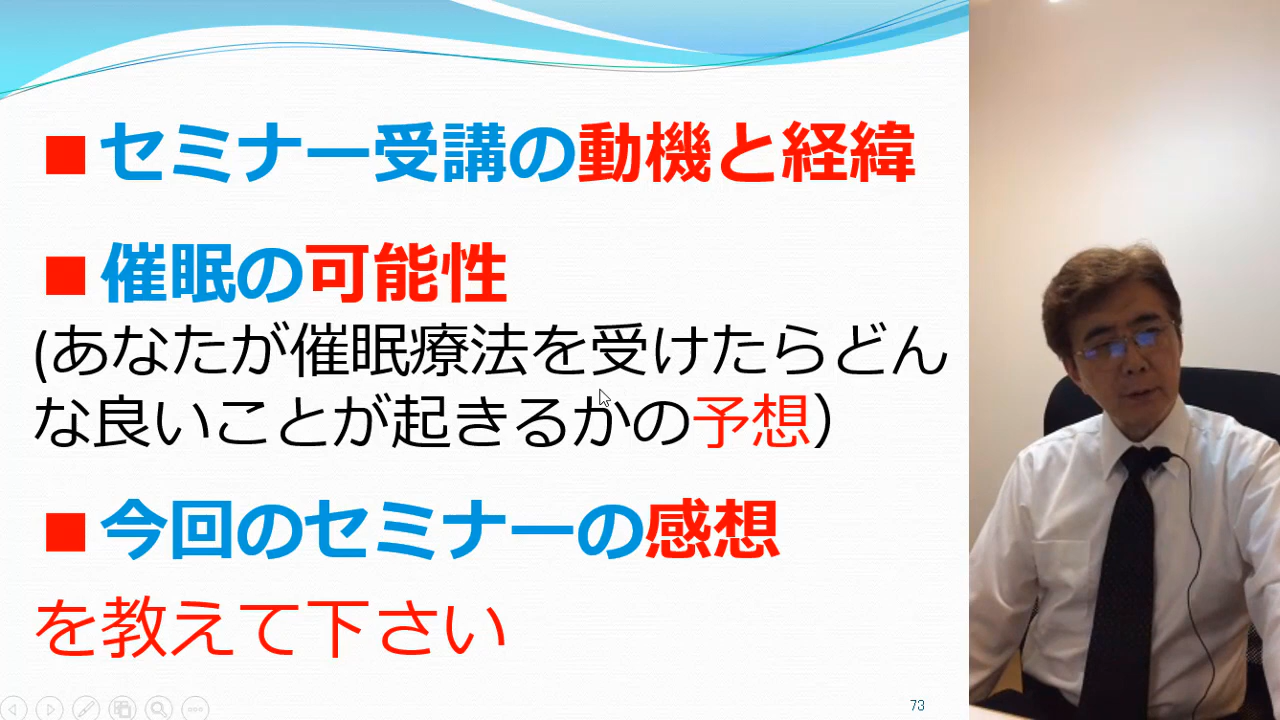 ■セミナー受講の動機と経緯
■催眠の可能性
(あなたが催眠療法を受けたらどん
な良いことが起きるかの予想）
■今回のセミナーの感想
を教えて下さい
73